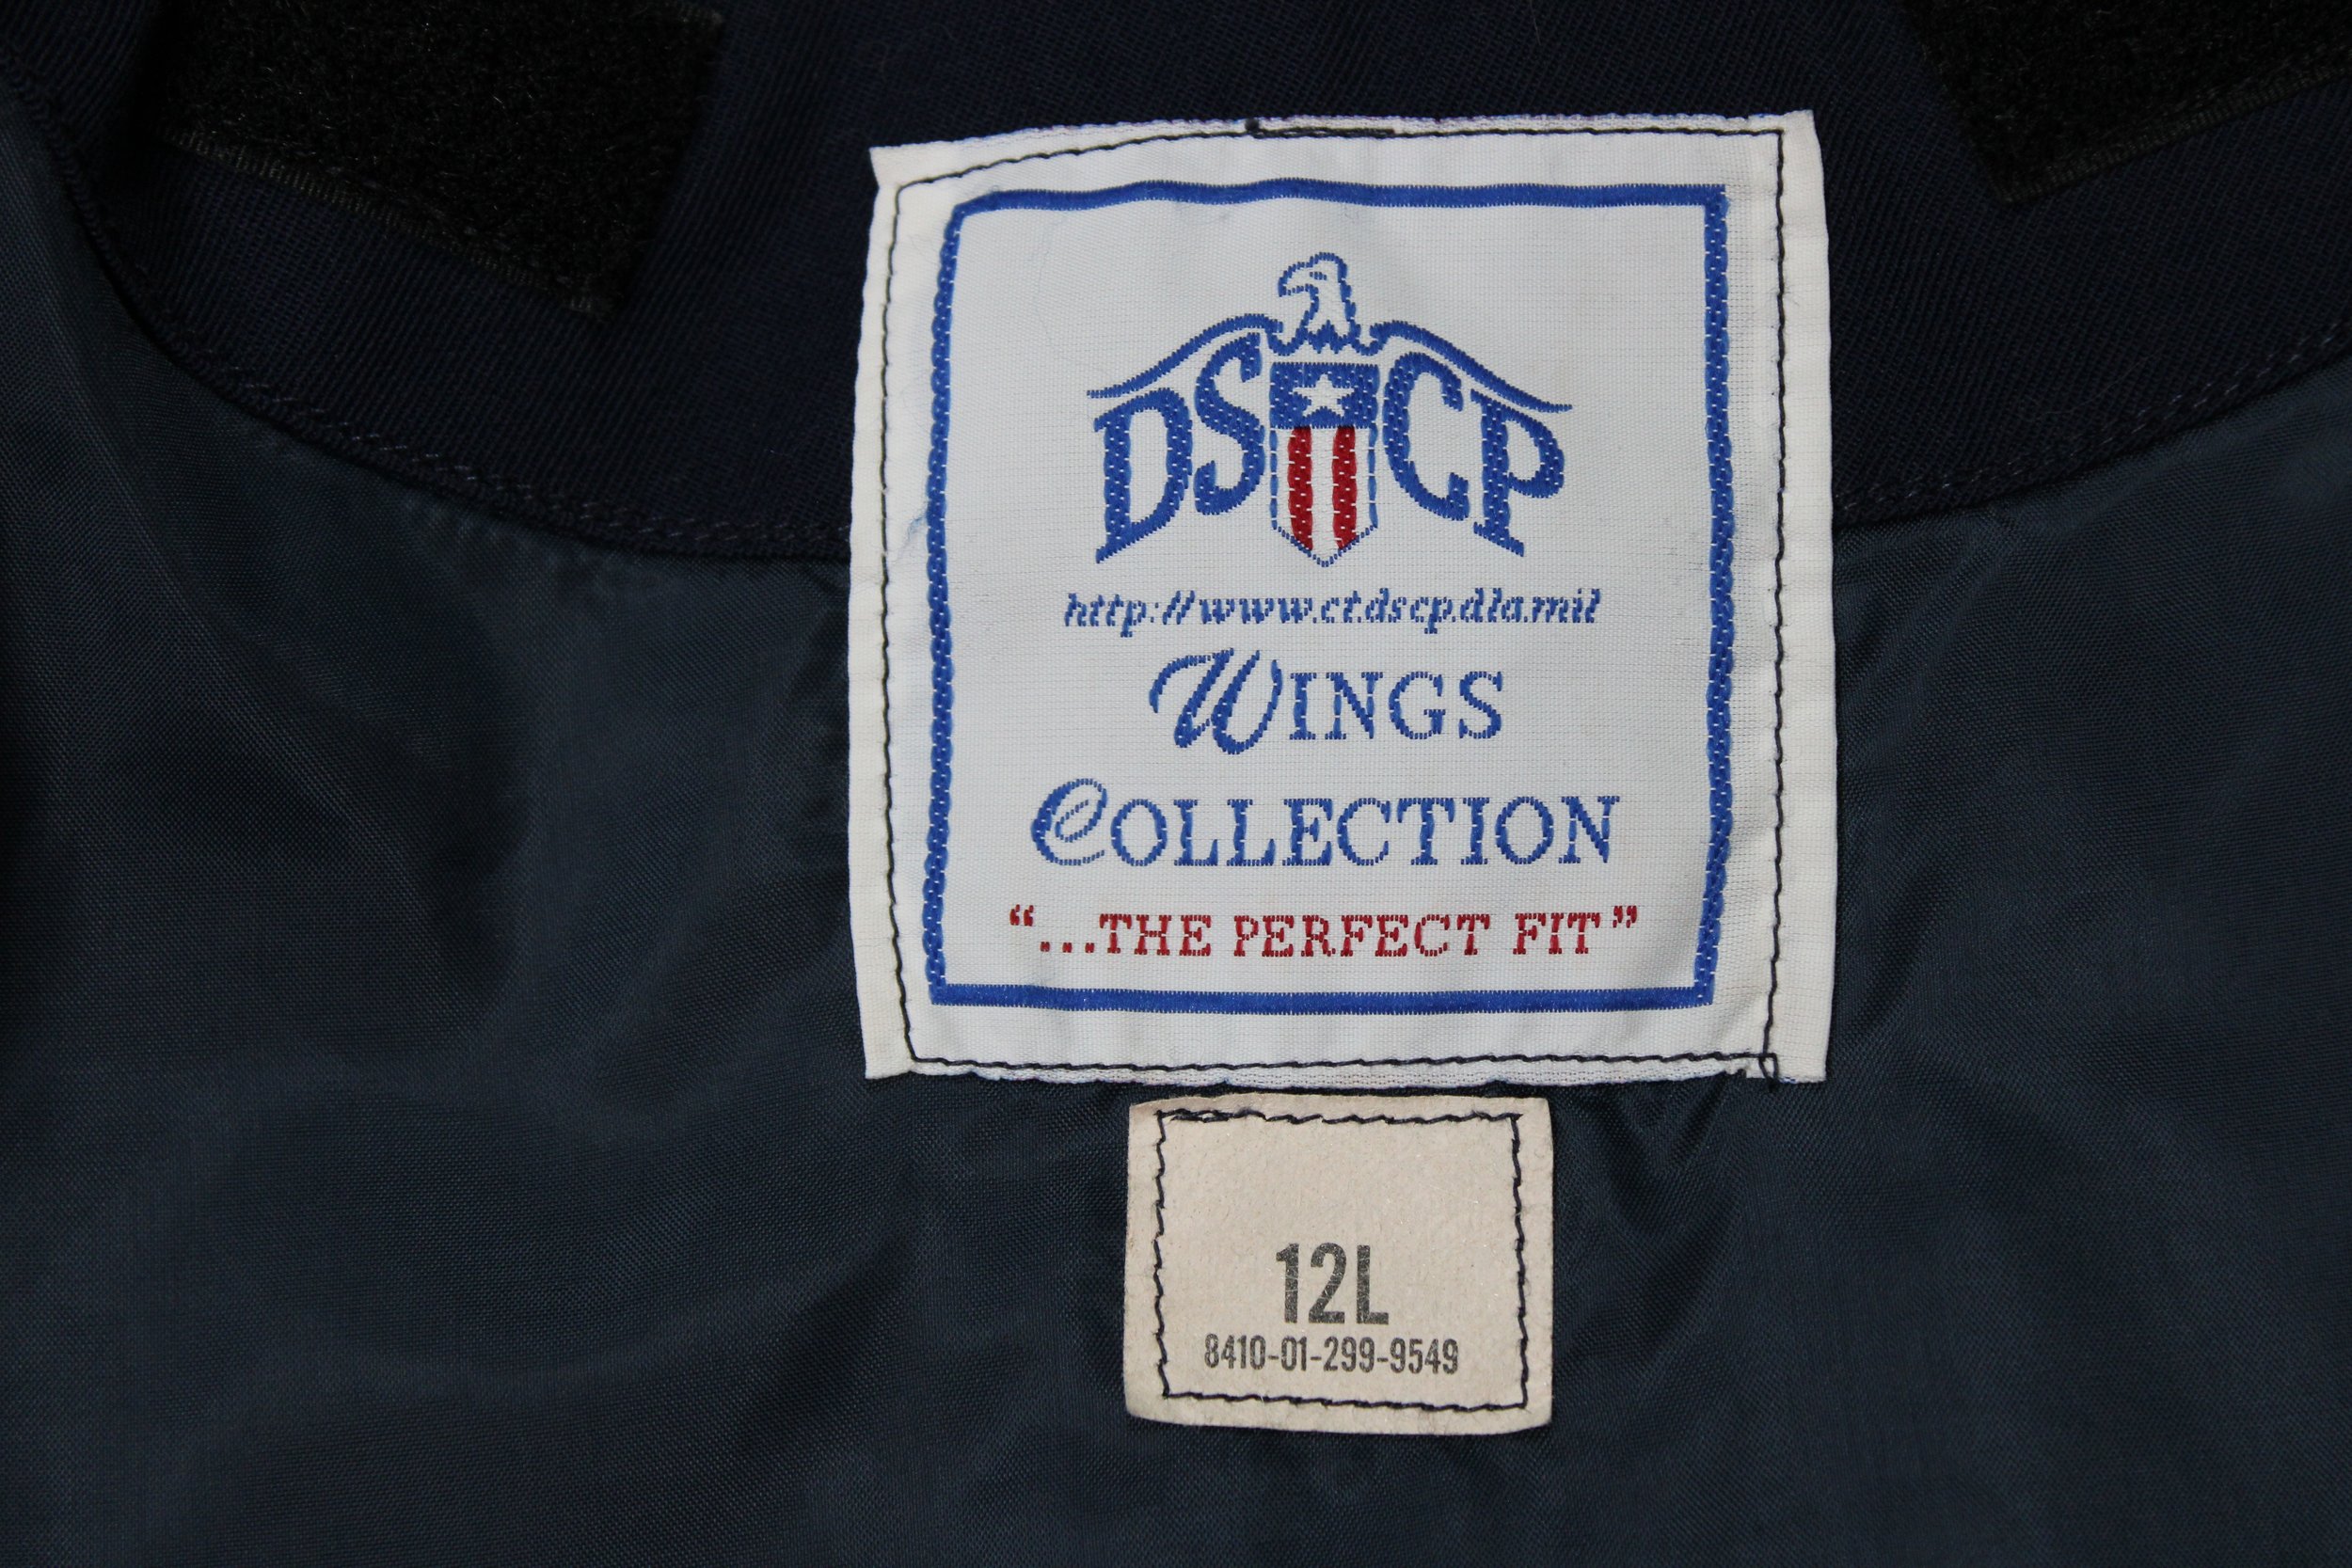 DSCP
http://www.ct.dscp.dla.mil
WINGS
COLLECTION
“...THE PERFECT FIT”
12L
8410-01-299-9549